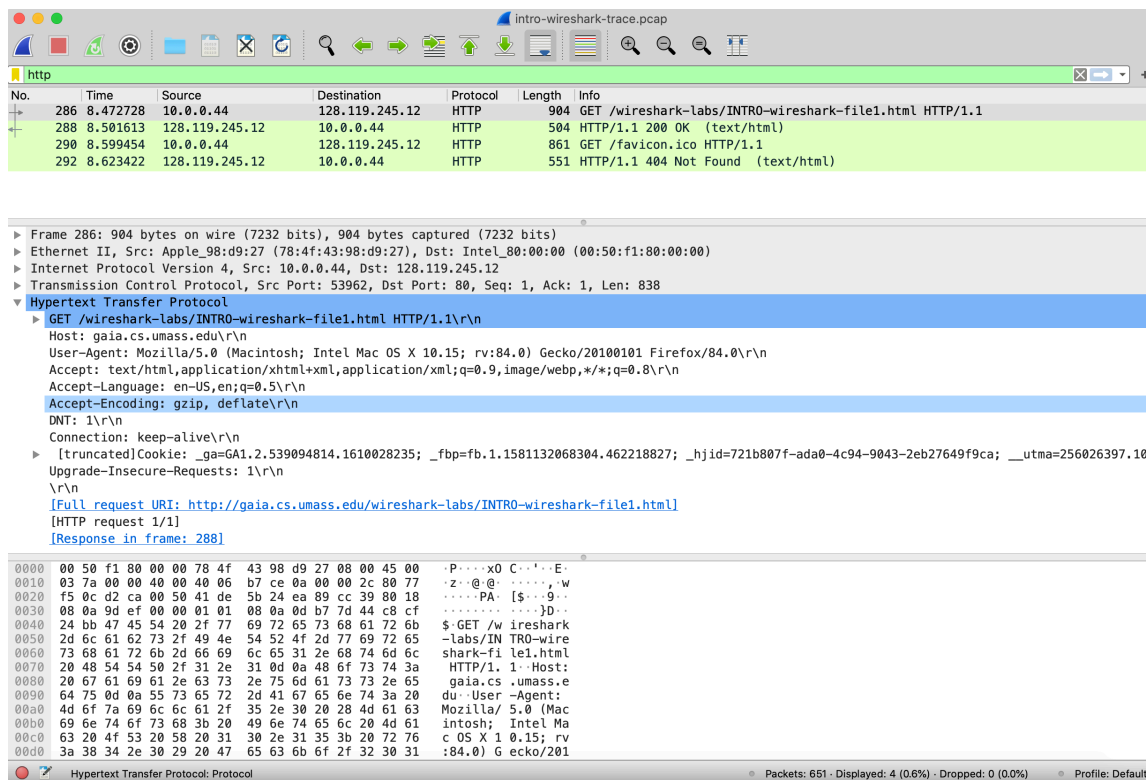 intro-wireshark-trace.pcap
http
No. Time Source Destination Protocol Length Info
286 8.472728 10.0.0.44 128.119.245.12 HTTP 904 GET /wireshark-labs/INTRO-wireshark-file1.html HTTP/1.1
288 8.501613 128.119.245.12 10.0.0.44 HTTP 504 HTTP/1.1 200 OK (text/html)
290 8.599454 10.0.0.44 128.119.245.12 HTTP 861 GET /favicon.ico HTTP/1.1
292 8.623422 128.119.245.12 10.0.0.44 HTTP 551 HTTP/1.1 404 Not Found (text/html)
Frame 286: 904 bytes on wire (7232 bits), 904 bytes captured (7232 bits)
Ethernet II, Src: Apple_98:d9:27 (78:4f:43:98:d9:27), Dst: Intel_80:00:00 (00:50:f1:80:00:00)
Internet Protocol Version 4, Src: 10.0.0.44, Dst: 128.119.245.12
Transmission Control Protocol, Src Port: 53962, Dst Port: 80, Seq: 1, Ack: 1, Len: 838
Hypertext Transfer Protocol
GET /wireshark-labs/INTRO-wireshark-file1.html HTTP/1.1\r\n
Host: gaia.cs.umass.edu\r\n
User-Agent: Mozilla/5.0 (Macintosh; Intel Mac OS X 10.15; rv:84.0) Gecko/20100101 Firefox/84.0\r\n
Accept: text/html,application/xhtml+xml,application/xml;q=0.9,image/webp,*/*;q=0.8\r\n
Accept-Language: en-US,en;q=0.5\r\n
Accept-Encoding: gzip, deflate\r\n
DNT: 1\r\n
Connection: keep-alive\r\n
[truncated]Cookie: _ga=GA1.2.539094814.1610028235; _fbp=fb.1.1581132068304.462218827; _hjid=721b807f-ada0-4c94-9043-2eb27649f9ca; __utma=256026397.10
Upgrade-Insecure-Requests: 1\r\n
\r\n
[Full request URI: http://gaia.cs.umass.edu/wireshark-labs/INTRO-wireshark-file1.html]
[HTTP request 1/1]
[Response in frame: 288]
0000 00 50 f1 80 00 00 78 4f 43 98 d9 27 08 00 45 00 ·P····xO C··'··E·
0010 03 7a 00 00 40 00 40 06 b7 ce 0a 00 00 2c 80 77 ·z··@·@· ·····,·w
0020 f5 0c d2 ca 00 50 41 de 5b 24 ea 89 cc 39 80 18 ·····PA· [$···9··
0030 08 0a 9d ef 00 00 01 01 08 0a 0d b7 7d 44 c8 cf ········ ····}D··
0040 24 bb 47 45 54 20 2f 77 69 72 65 73 68 61 72 6b $·GET /w ireshark
0050 2d 6c 61 62 73 2f 49 4e 54 52 4f 2d 77 69 72 65 -labs/IN TRO-wire
0060 73 68 61 72 6b 2d 66 69 6c 65 31 2e 68 74 6d 6c shark-fi le1.html
0070 20 48 54 54 50 2f 31 2e 31 0d 0a 48 6f 73 74 3a HTTP/1. 1··Host:
0080 20 67 61 69 61 2e 63 73 2e 75 6d 61 73 73 2e 65 gaia.cs .umass.e
0090 64 75 0d 0a 55 73 65 72 2d 41 67 65 6e 74 3a 20 du··User -Agent:
00a0 4d 6f 7a 69 6c 6c 61 2f 35 2e 30 20 28 4d 61 63 Mozilla/ 5.0 (Mac
00b0 69 6e 74 6f 73 68 3b 20 49 6e 74 65 6c 20 4d 61 intosh; Intel Ma
00c0 63 20 4f 53 20 58 20 31 30 2e 31 35 3b 20 72 76 c OS X 1 0.15; rv
00d0 3a 38 34 2e 30 29 20 47 65 63 6b 6f 2f 32 30 31 :84.0) G ecko/201
Hypertext Transfer Protocol: Protocol Packets: 651 · Displayed: 4 (0.6%) · Dropped: 0 (0.0%) Profile: Default